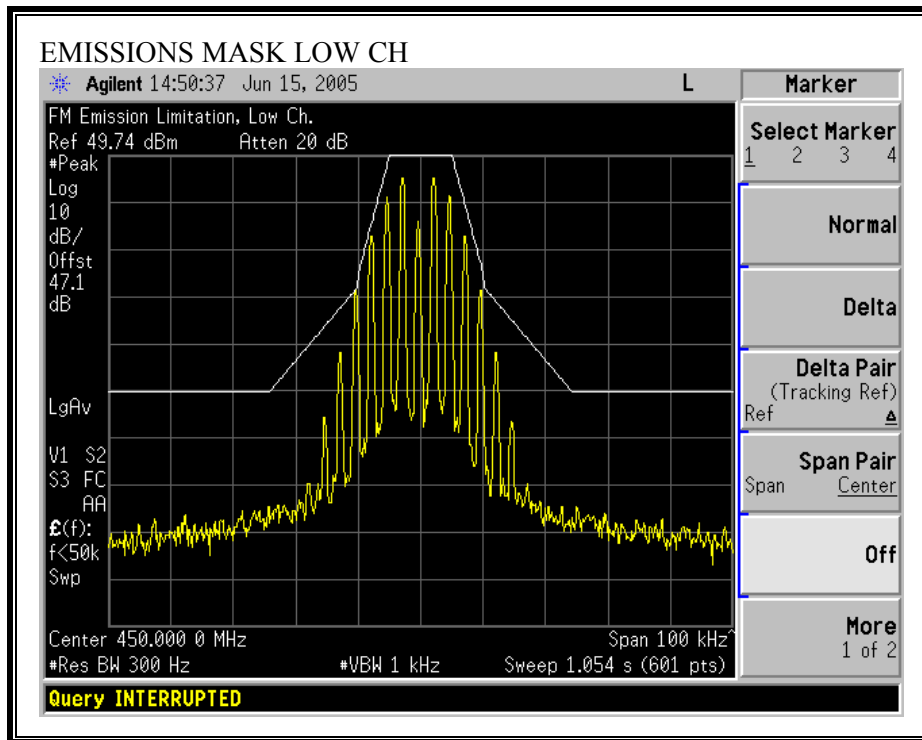 EMISSIONS MASK LOW CH
Agilent 14:50:37 Jun 15, 2005 L
FM Emission Limitation, Low Ch.
Ref 49.74 dBm Atten 20 dB
#Peak
Log
10
dB/
Offst
47.1
dB
LgAv
V1 S2
S3 FC
AA
£(f):
f<50k
Swp
Center 450.000 0 MHz Span 100 kHz^
#Res BW 300 Hz #VBW 1 kHz Sweep 1.054 s (601 pts)
Query INTERRUPTED
Marker
Select Marker
1 2 3 4
Normal
Delta
Delta Pair
(Tracking Ref)
Ref Δ
Span Pair
Span Center
Off
More
1 of 2